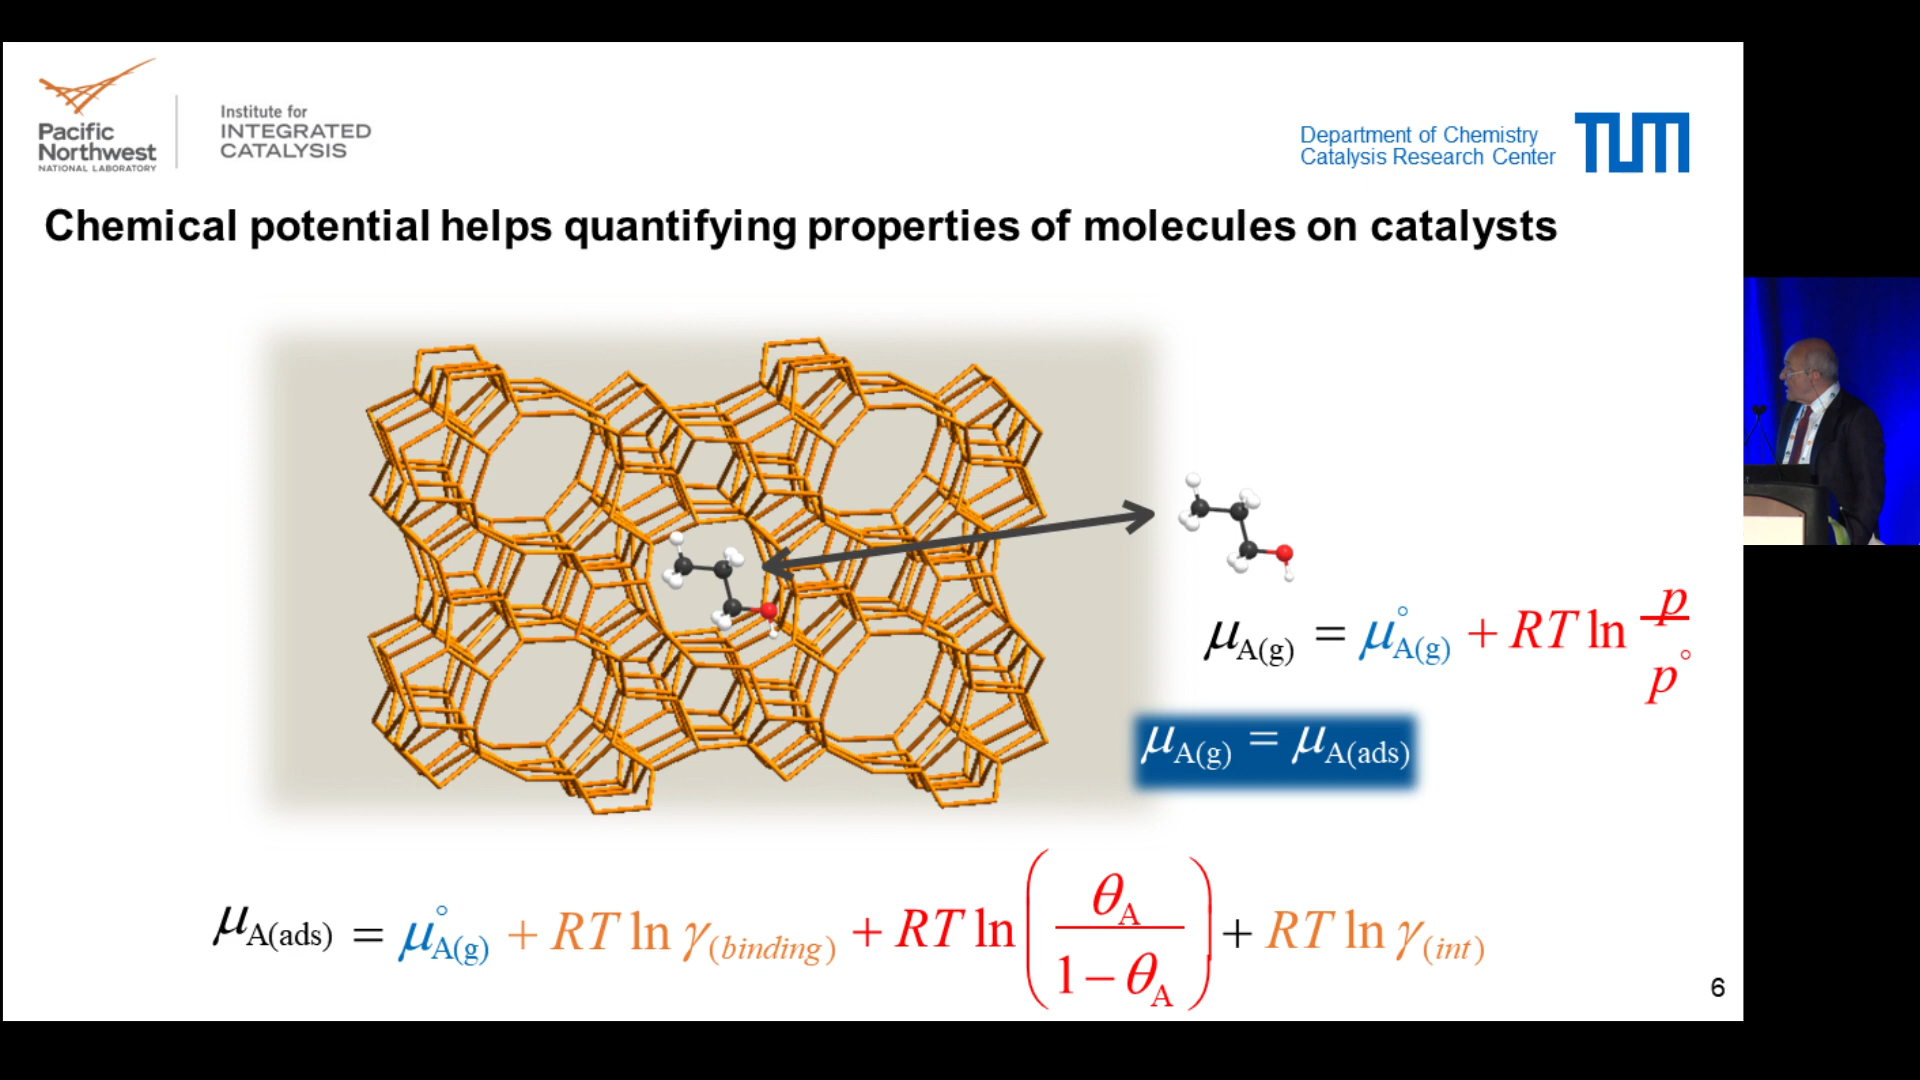 Pacific
Northwest
NATIONAL LABORATORY
Institute for
INTEGRATED
CATALYSIS
Department of Chemistry
Catalysis Research Center
TUM
Chemical potential helps quantifying properties of molecules on catalysts
μ_A(g) = μ°_A(g) + RT ln p/p°
μ_A(g) = μ_A(ads)
μ_A(ads) = μ°_A(g) + RT ln γ_(binding) + RT ln (θ_A / 1 − θ_A) + RT ln γ_(int)
6